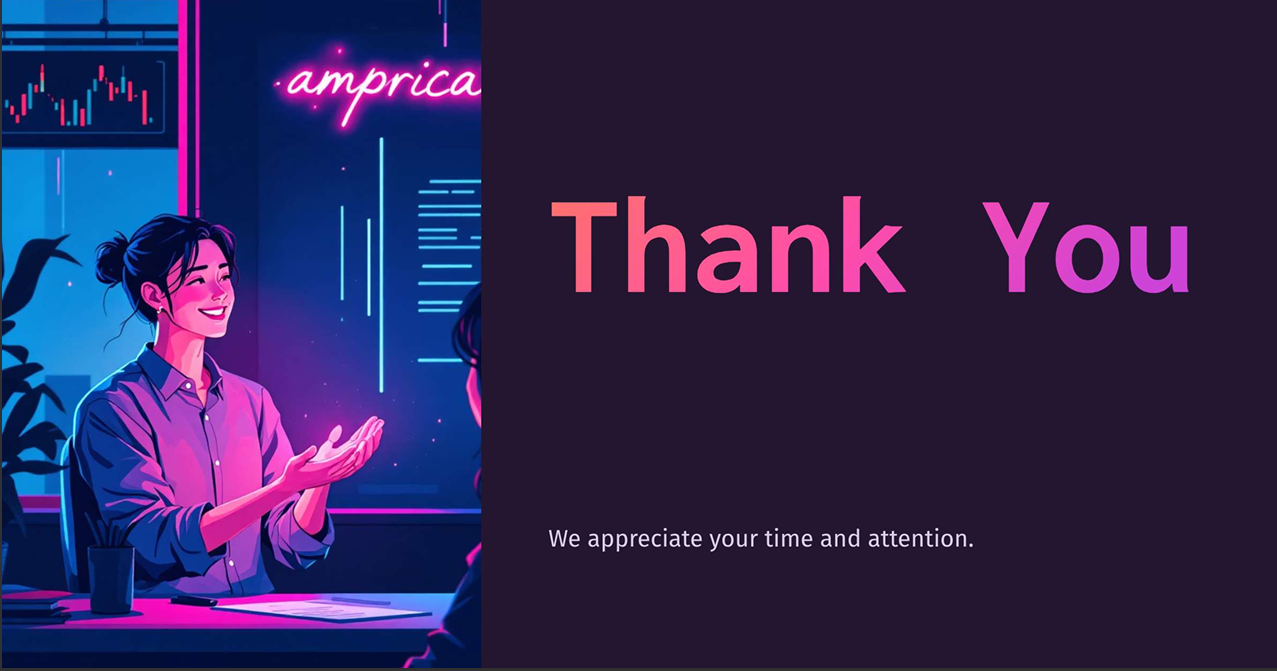 amprica
Thank You
We appreciate your time and attention.